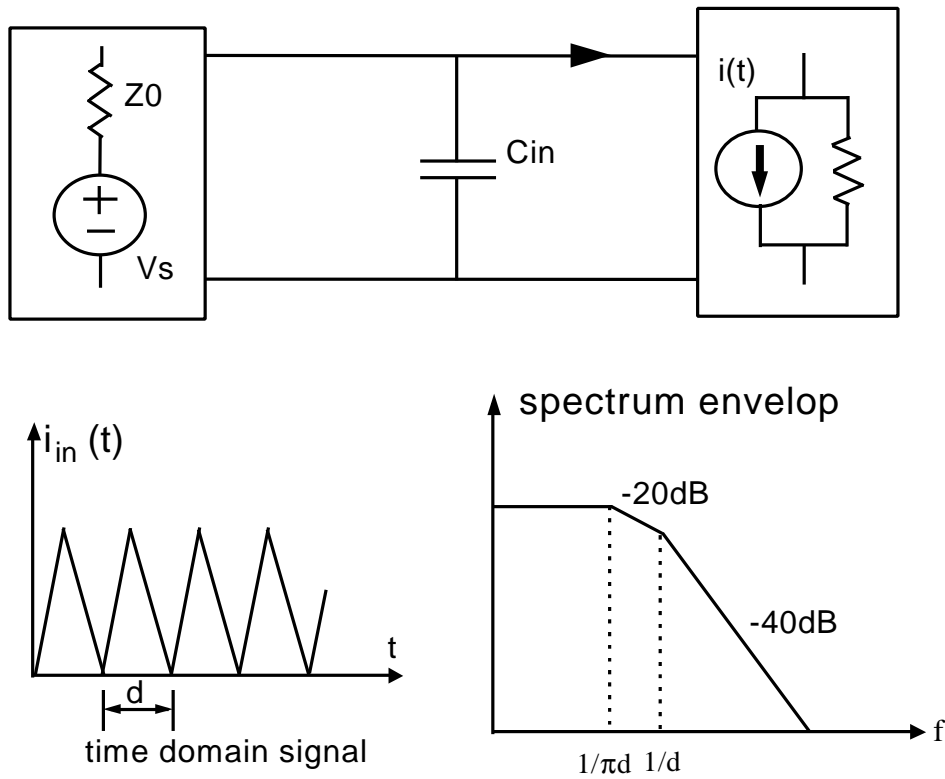 Z0
+
−
Vs
Cin
i(t)
i_in (t)
t
d
time domain signal
spectrum envelop
-20dB
-40dB
f
1/πd 1/d